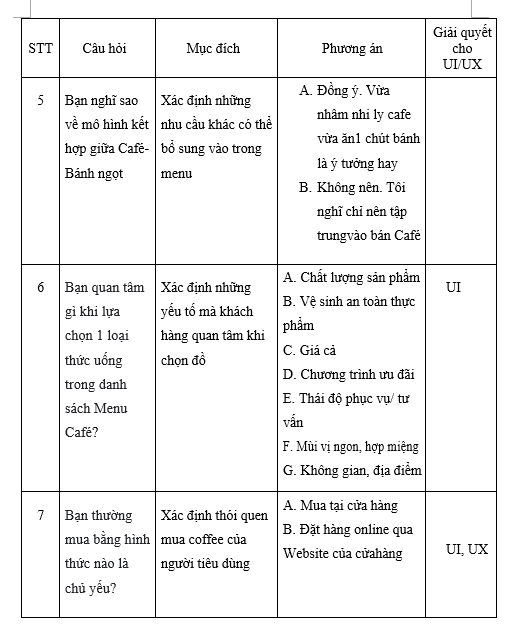 STT Câu hỏi Mục đích Phương án Giải quyết
cho
UI/UX
5 Bạn nghĩ sao
về mô hình kết
hợp giữa Café-
Bánh ngọt
Xác định những
nhu cầu khác có thể
bổ sung vào trong
menu
A. Đồng ý. Vừa
nhâm nhi ly cafe
vừa ăn1 chút bánh
là ý tưởng hay
B. Không nên. Tôi
nghĩ chỉ nên tập
trungvào bán Café
6 Bạn quan tâm
gì khi lựa
chọn 1 loại
thức uống
trong danh
sách Menu
Café?
Xác định những
yếu tố mà khách
hàng quan tâm khi
chọn đồ
A. Chất lượng sản phẩm
B. Vệ sinh an toàn thực
phẩm
C. Giá cả
D. Chương trình ưu đãi
E. Thái độ phục vụ/ tư
vấn
F. Mùi vị ngon, hợp miệng
G. Không gian, địa điểm
UI
7 Bạn thường
mua bằng hình
thức nào là
chủ yếu?
Xác định thói quen
mua coffee của
người tiêu dùng
A. Mua tại cửa hàng
B. Đặt hàng online qua
Website của cửahàng
UI, UX